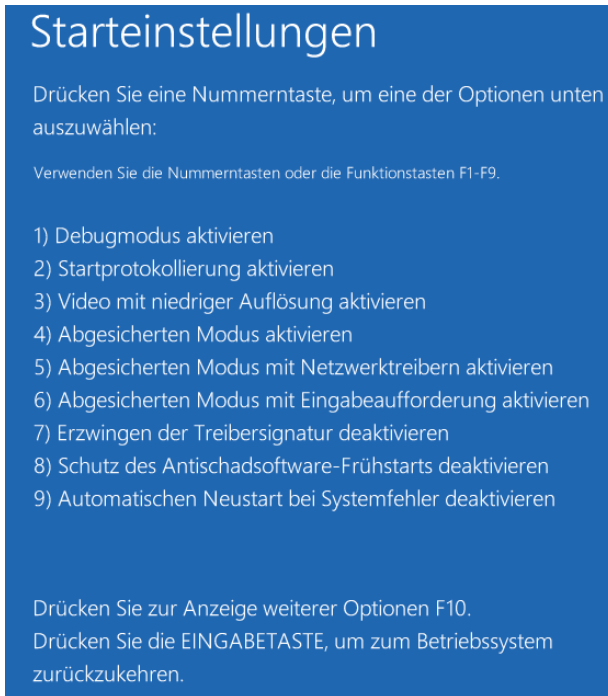 Starteinstellungen
Drücken Sie eine Nummerntaste, um eine der Optionen unten
auszuwählen:
Verwenden Sie die Nummerntasten oder die Funktionstasten F1-F9.
1) Debugmodus aktivieren
2) Startprotokollierung aktivieren
3) Video mit niedriger Auflösung aktivieren
4) Abgesicherten Modus aktivieren
5) Abgesicherten Modus mit Netzwerktreibern aktivieren
6) Abgesicherten Modus mit Eingabeaufforderung aktivieren
7) Erzwingen der Treibersignatur deaktivieren
8) Schutz des Antischadsoftware-Frühstarts deaktivieren
9) Automatischen Neustart bei Systemfehler deaktivieren
Drücken Sie zur Anzeige weiterer Optionen F10.
Drücken Sie die EINGABETASTE, um zum Betriebssystem
zurückzukehren.